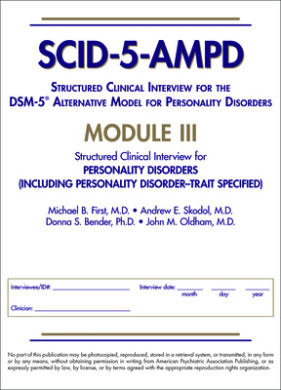 SCID-5-AMPD
STRUCTURED CLINICAL INTERVIEW FOR THE
DSM-5® ALTERNATIVE MODEL FOR PERSONALITY DISORDERS
MODULE III
Structured Clinical Interview for
PERSONALITY DISORDERS
(INCLUDING PERSONALITY DISORDER–TRAIT SPECIFIED)
Michael B. First, M.D. • Andrew E. Skodol, M.D.
Donna S. Bender, Ph.D. • John M. Oldham, M.D.
Interviewee/ID#: Interview date:
month day year
Clinician:
No part of this publication may be photocopied, reproduced, stored in a retrieval system, or transmitted, in any form
or by any means, without obtaining permission in writing from American Psychiatric Association Publishing, or as
expressly permitted by law, by license, or by terms agreed with the appropriate reproduction rights organization.